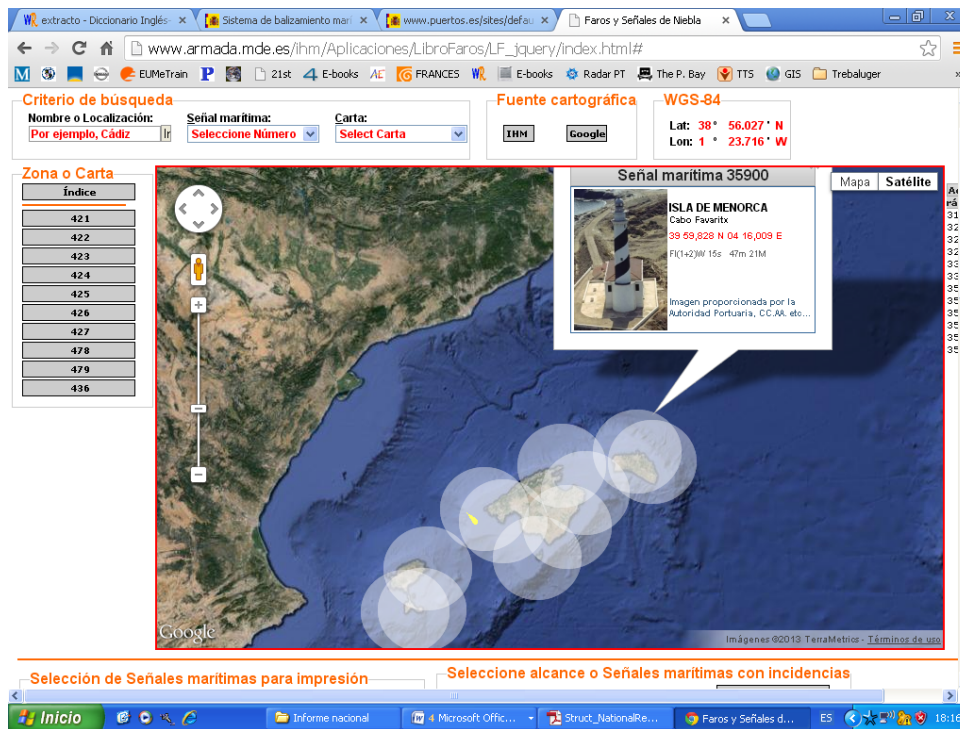 extracto - Diccionario Inglés-
Sistema de balizamiento mari
www.puertos.es/sites/defau
Faros y Señales de Niebla
www.armada.mde.es/ihm/Aplicaciones/LibroFaros/LF_jquery/index.html#
EUMeTrain
21st
E-books
FRANCES
E-books
Radar PT
The P. Bay
TTS
GIS
Trebaluger
»
Criterio de búsqueda
Nombre o Localización:
Señal marítima:
Carta:
Por ejemplo, Cádiz
Ir
Seleccione Número
Select Carta
Fuente cartográfica
IHM
Google
WGS-84
Lat: 38° 56.027' N
Lon: 1° 23.716' W
Zona o Carta
Índice
421
422
423
424
425
426
427
478
479
436
Señal marítima 35900
ISLA DE MENORCA
Cabo Favaritx
39 59,828 N 04 16,009 E
Fl(1+2)W 15s 47m 21M
Imagen proporcionada por la
Autoridad Portuaria, CC.AA. etc...
Mapa
Satélite
Google
Imágenes ©2013 TerraMetrics - Términos de uso
Selección de Señales marítimas para impresión
Seleccione alcance o Señales marítimas con incidencias
Inicio
Informe nacional
4 Microsoft Offic...
Struct_NationalRe...
Faros y Señales d...
ES
18:16